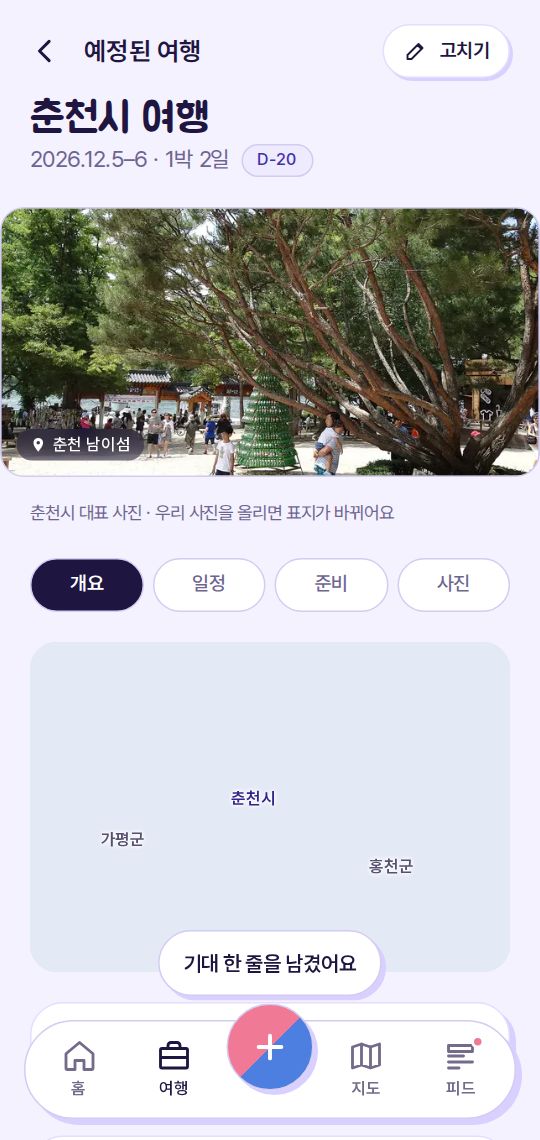 예정된 여행
고치기
춘천시 여행
2026.12.5–6 · 1박 2일
D-20
춘천 남이섬
춘천시 대표 사진 · 우리 사진을 올리면 표지가 바뀌어요
개요
일정
준비
사진
춘천시
가평군
홍천군
기대 한 줄을 남겼어요
홈
여행
지도
피드